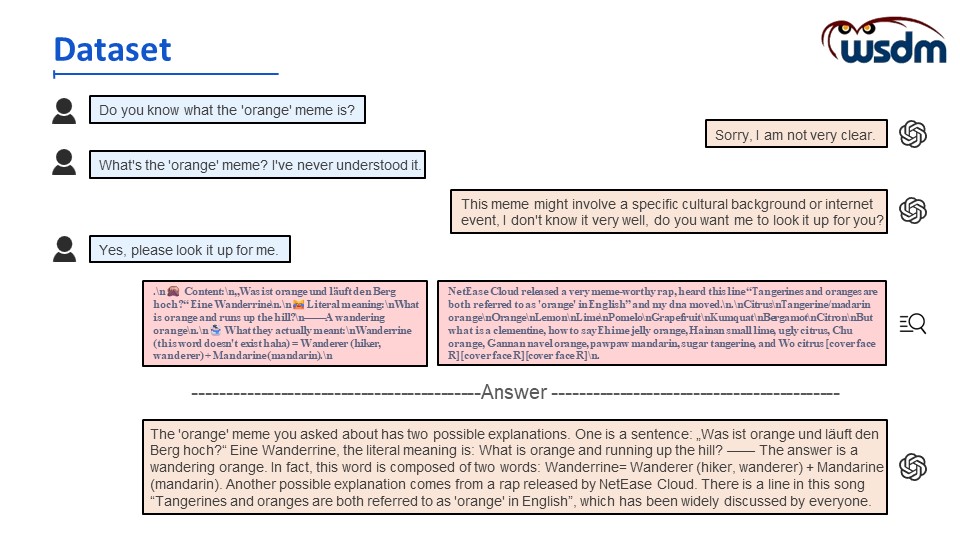 Dataset
wsdm
Do you know what the 'orange' meme is?
Sorry, I am not very clear.
What's the 'orange' meme? I've never understood it.
This meme might involve a specific cultural background or internet
event, I don't know it very well, do you want me to look it up for you?
Yes, please look it up for me.
.\n Content:\n„Was ist orange und läuft den Berg
hoch?“ Eine Wanderrine\n.\n Literal meaning:\nWhat
is orange and runs up the hill?\n——A wandering
orange\n.\n What they actually meant:\nWanderrine
(this word doesn't exist haha) = Wanderer (hiker,
wanderer) + Mandarine (mandarin).\n
NetEase Cloud released a very meme-worthy rap, heard this line “Tangerines and oranges are
both referred to as 'orange' in English” and my dna moved.\n.\nCitrus\nTangerine/madarin
orange\nOrange\nLemon\nLime\nPomelo\nGrapefruit\nKumquat\nBergamot\nCitron\nBut
what is a clementine, how to say Ehime jelly orange, Hainan small lime, ugly citrus, Chu
orange, Gannan navel orange, pawpaw mandarin, sugar tangerine, and Wo citrus [cover face
R][cover face R][cover face R]\n.
-----------------------------------------Answer -----------------------------------------
The 'orange' meme you asked about has two possible explanations. One is a sentence: „Was ist orange und läuft den
Berg hoch?“ Eine Wanderrine, the literal meaning is: What is orange and running up the hill? —— The answer is a
wandering orange. In fact, this word is composed of two words: Wanderrine= Wanderer (hiker, wanderer) + Mandarine
(mandarin). Another possible explanation comes from a rap released by NetEase Cloud. There is a line in this song
“Tangerines and oranges are both referred to as 'orange' in English”, which has been widely discussed by everyone.